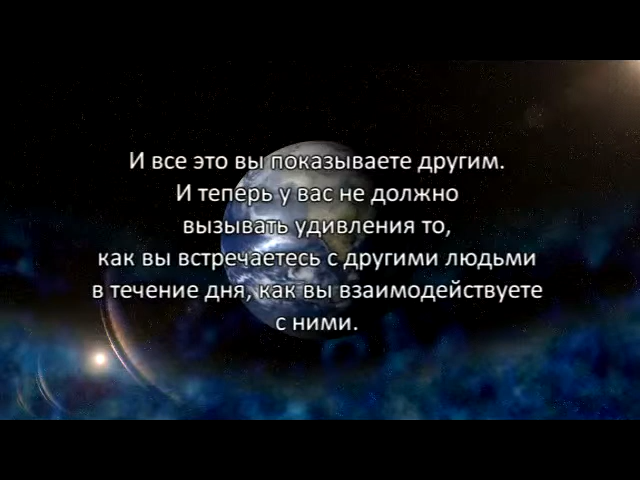 И все это вы показываете другим.
И теперь у вас не должно
вызывать удивления то,
как вы встречаетесь с другими людьми
в течение дня, как вы взаимодействуете
с ними.